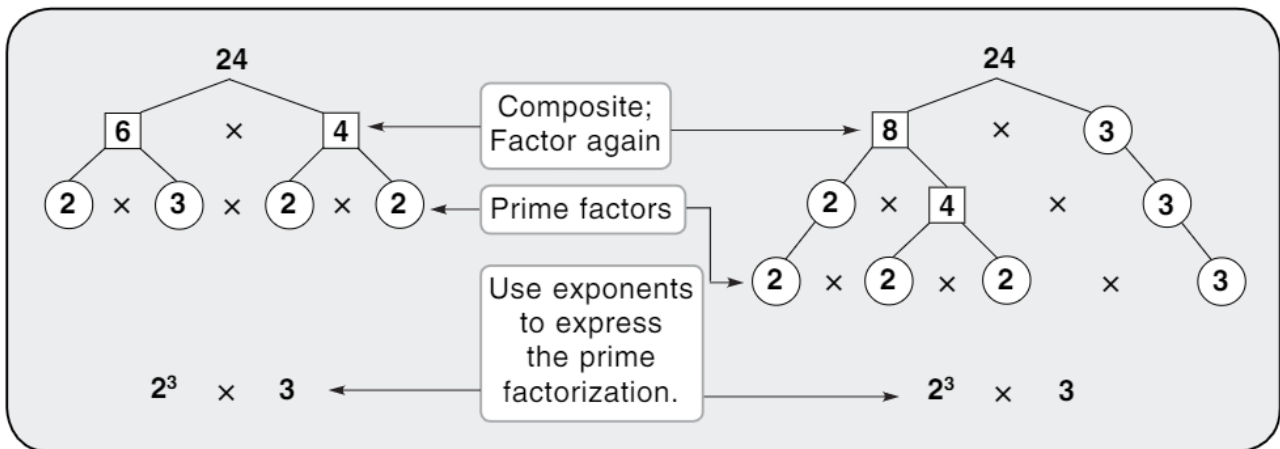 24 24
6 × 4 Composite; 8 × 3
Factor again
2 × 3 × 2 × 2 Prime factors 2 × 4 × 3
2 × 2 × 2 × 3
Use exponents
to express
the prime
factorization.
2³ × 3 2³ × 3